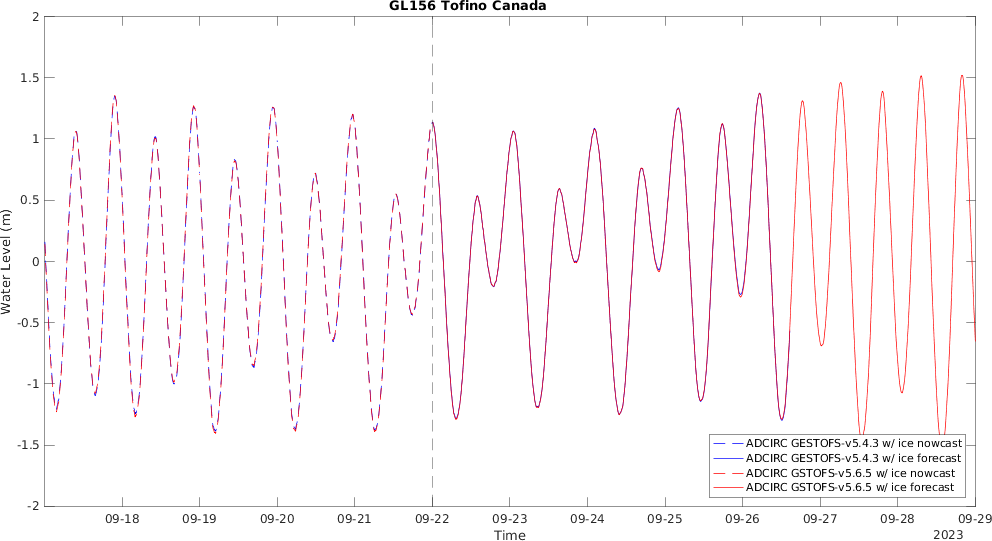 GL156 Tofino Canada
2
1.5
1
0.5
0
-0.5
-1
-1.5
-2
Water Level (m)
ADCIRC GESTOFS-v5.4.3 w/ ice nowcast
ADCIRC GESTOFS-v5.4.3 w/ ice forecast
ADCIRC GSTOFS-v5.6.5 w/ ice nowcast
ADCIRC GSTOFS-v5.6.5 w/ ice forecast
09-18 09-19 09-20 09-21 09-22 09-23 09-24 09-25 09-26 09-27 09-28 09-29
Time 2023